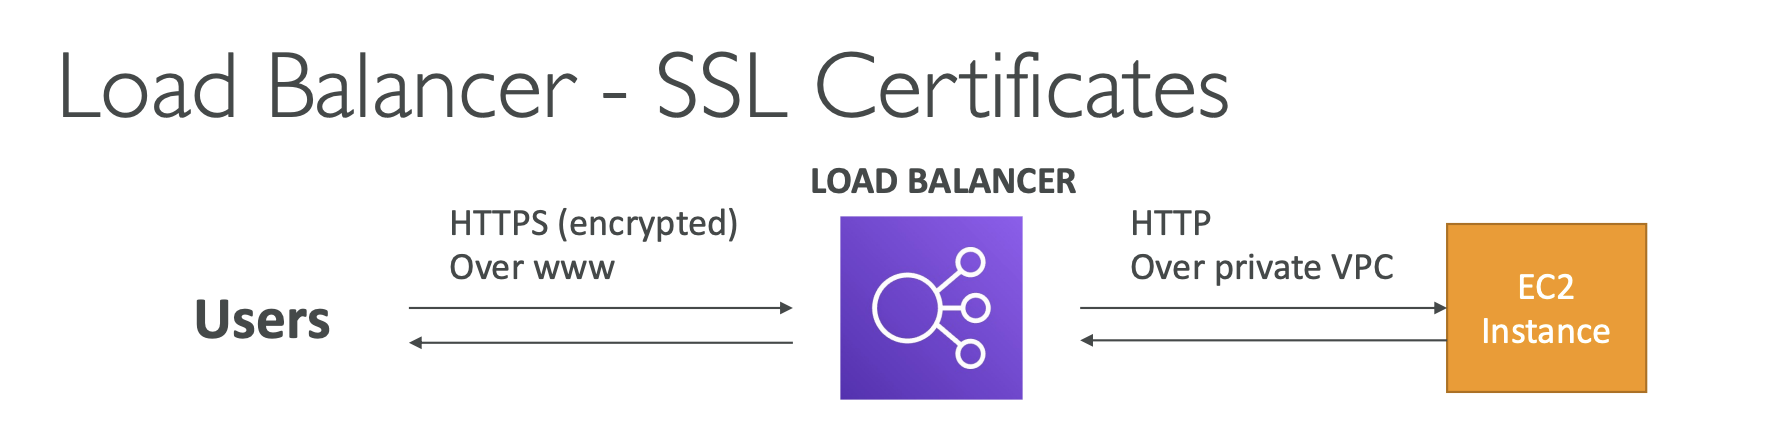 Load Balancer - SSL Certificates
LOAD BALANCER
HTTPS (encrypted)
Over www
HTTP
Over private VPC
Users
EC2
Instance